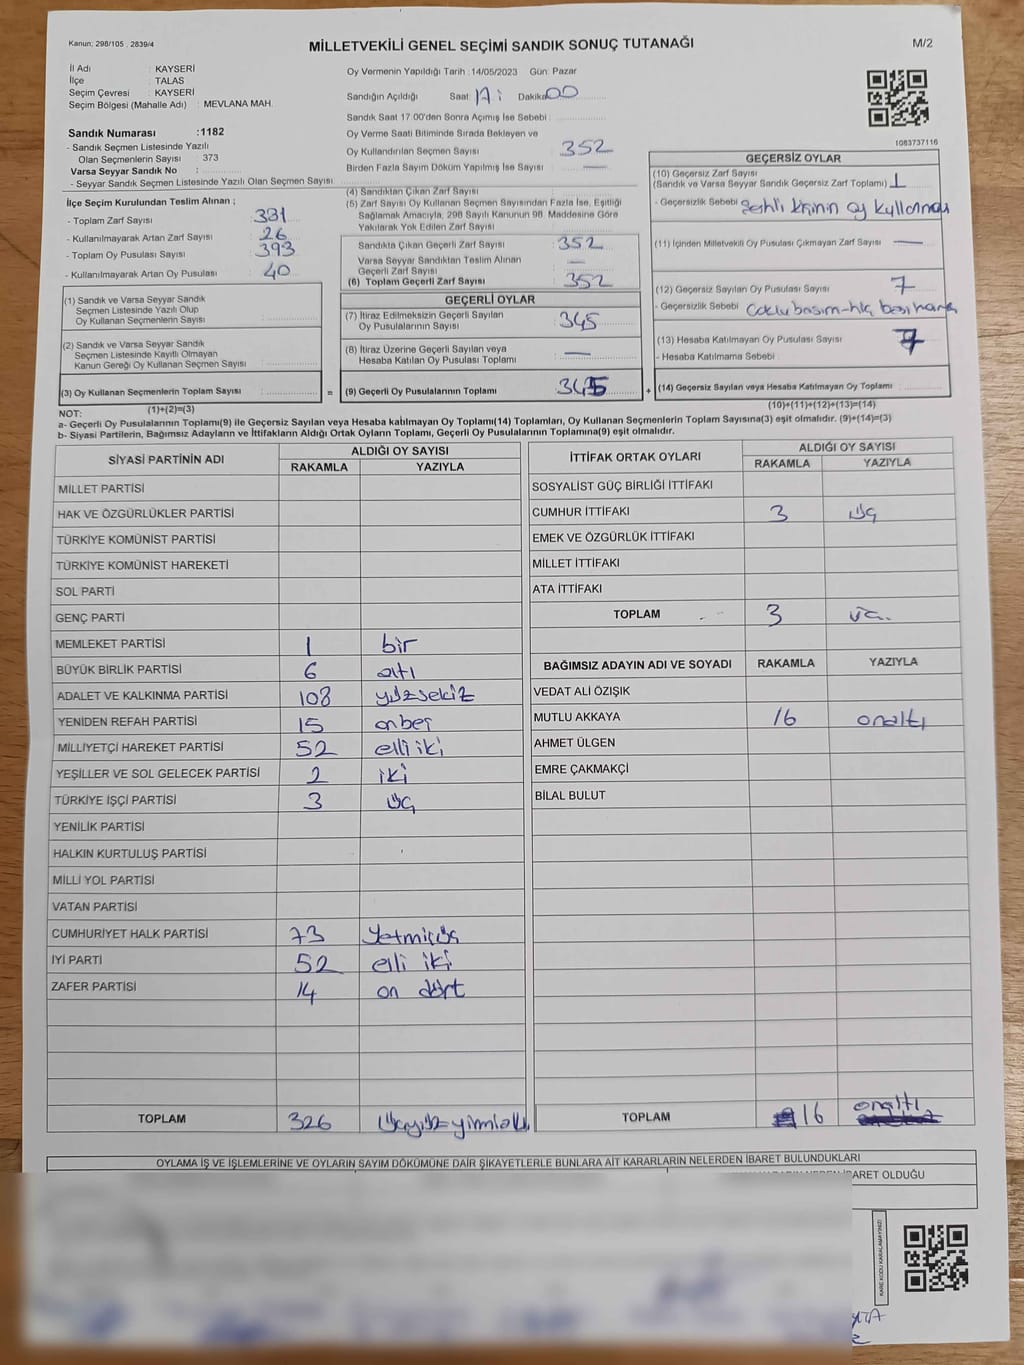 Kanun: 298/105 , 2839/4
MİLLETVEKİLİ GENEL SEÇİMİ SANDIK SONUÇ TUTANAĞI
M/2
İl Adı : KAYSERİ
İlçe : TALAS
Seçim Çevresi : KAYSERİ
Seçim Bölgesi (Mahalle Adı) : MEVLANA MAH.
Oy Vermenin Yapıldığı Tarih :14/05/2023 Gün: Pazar
Sandığın Açıldığı Saat: Dakika: 00
Sandık Saat 17.00'den Sonra Açımış İse Sebebi :
Oy Verme Saati Bitiminde Sırada Bekleyen ve
Oy Kullandırılan Seçmen Sayısı : 352
Birden Fazla Sayım Döküm Yapılmış İse Sayısı : —
1083737116
Sandık Numarası :1182
- Sandık Seçmen Listesinde Yazılı
Olan Seçmenlerin Sayısı : 373
Varsa Seyyar Sandık No :
- Seyyar Sandık Seçmen Listesinde Yazılı Olan Seçmen Sayısı :
İlçe Seçim Kurulundan Teslim Alınan ;
- Toplam Zarf Sayısı : 381
- Kullanılmayarak Artan Zarf Sayısı : 26
- Toplam Oy Pusulası Sayısı : 393
- Kullanılmayarak Artan Oy Pusulası : 40
(1) Sandık ve Varsa Seyyar Sandık
Seçmen Listesinde Yazılı Olup
Oy Kullanan Seçmenlerin Sayısı :
(2) Sandık ve Varsa Seyyar Sandık
Seçmen Listesinde Kayıtlı Olmayan
Kanun Gereği Oy Kullanan Seçmen Sayısı :
(3) Oy Kullanan Seçmenlerin Toplam Sayısı : =
(1)+(2)=(3)
(4) Sandıktan Çıkan Zarf Sayısı :
(5) Zarf Sayısı Oy Kullanan Seçmen Sayısından Fazla İse, Eşitliği
Sağlamak Amacıyla, 298 Sayılı Kanunun 98. Maddesine Göre
Yakılarak Yok Edilen Zarf Sayısı :
Sandıkta Çıkan Geçerli Zarf Sayısı : 352
Varsa Seyyar Sandıktan Teslim Alınan
Geçerli Zarf Sayısı : —
(6) Toplam Geçerli Zarf Sayısı : 352
GEÇERLİ OYLAR
(7) İtiraz Edilmeksizin Geçerli Sayılan
Oy Pusulalarının Sayısı : 345
(8) İtiraz Üzerine Geçerli Sayılan veya
Hesaba Katılan Oy Pusulası Toplamı : —
(9) Geçerli Oy Pusulalarının Toplamı : 345 +
GEÇERSİZ OYLAR
(10) Geçersiz Zarf Sayısı
(Sandık ve Varsa Seyyar Sandık Geçersiz Zarf Toplamı) : 1
- Geçersizlik Sebebi : oy kullanması
(11) İçinden Milletvekili Oy Pusulası Çıkmayan Zarf Sayısı : —
(12) Geçersiz Sayılan Oy Pusulası Sayısı : 7
- Geçersizlik Sebebi :
(13) Hesaba Katılmayan Oy Pusulası Sayısı : 7
- Hesaba Katılmama Sebebi :
(14) Geçersiz Sayılan veya Hesaba Katılmayan Oy Toplamı :
(10)+(11)+(12)+(13)=(14)
NOT:
a- Geçerli Oy Pusulalarının Toplamı(9) ile Geçersiz Sayılan veya Hesaba katılmayan Oy Toplamı(14) Toplamları, Oy Kullanan Seçmenlerin Toplam Sayısına(3) eşit olmalıdır. (9)+(14)=(3)
b- Siyasi Partilerin, Bağımsız Adayların ve İttifakların Aldığı Ortak Oyların Toplamı, Geçerli Oy Pusulalarının Toplamına(9) eşit olmalıdır.
SİYASİ PARTİNİN ADI
ALDIĞI OY SAYISI
RAKAMLA YAZIYLA
MİLLET PARTİSİ
HAK VE ÖZGÜRLÜKLER PARTİSİ
TÜRKİYE KOMÜNİST PARTİSİ
TÜRKİYE KOMÜNİST HAREKETİ
SOL PARTİ
GENÇ PARTİ
MEMLEKET PARTİSİ 1 bir
BÜYÜK BİRLİK PARTİSİ 6 altı
ADALET VE KALKINMA PARTİSİ 108 yüzsekiz
YENİDEN REFAH PARTİSİ 15 onbeş
MİLLİYETÇİ HAREKET PARTİSİ 52 elli iki
YEŞİLLER VE SOL GELECEK PARTİSİ 2 iki
TÜRKİYE İŞÇİ PARTİSİ 3 üç
YENİLİK PARTİSİ
HALKIN KURTULUŞ PARTİSİ
MİLLİ YOL PARTİSİ
VATAN PARTİSİ
CUMHURİYET HALK PARTİSİ 73 Yetmişüç
İYİ PARTİ 52 elli iki
ZAFER PARTİSİ 14 on dört
TOPLAM 326 üçyüzyirmialtı
İTTİFAK ORTAK OYLARI
ALDIĞI OY SAYISI
RAKAMLA YAZIYLA
SOSYALİST GÜÇ BİRLİĞİ İTTİFAKI
CUMHUR İTTİFAKI 3 üç
EMEK VE ÖZGÜRLÜK İTTİFAKI
MİLLET İTTİFAKI
ATA İTTİFAKI
TOPLAM 3 üç
BAĞIMSIZ ADAYIN ADI VE SOYADI RAKAMLA YAZIYLA
VEDAT ALİ ÖZIŞIK
MUTLU AKKAYA 16 onaltı
AHMET ÜLGEN
EMRE ÇAKMAKÇİ
BİLAL BULUT
TOPLAM 16 onaltı
OYLAMA İŞ VE İŞLEMLERİNE VE OYLARIN SAYIM DÖKÜMÜNE DAİR ŞİKAYETLERLE BUNLARA AİT KARARLARIN NELERDEN İBARET BULUNDUKLARI
İBARET OLDUĞU
KARE KODU KARALAMAYINIZ!